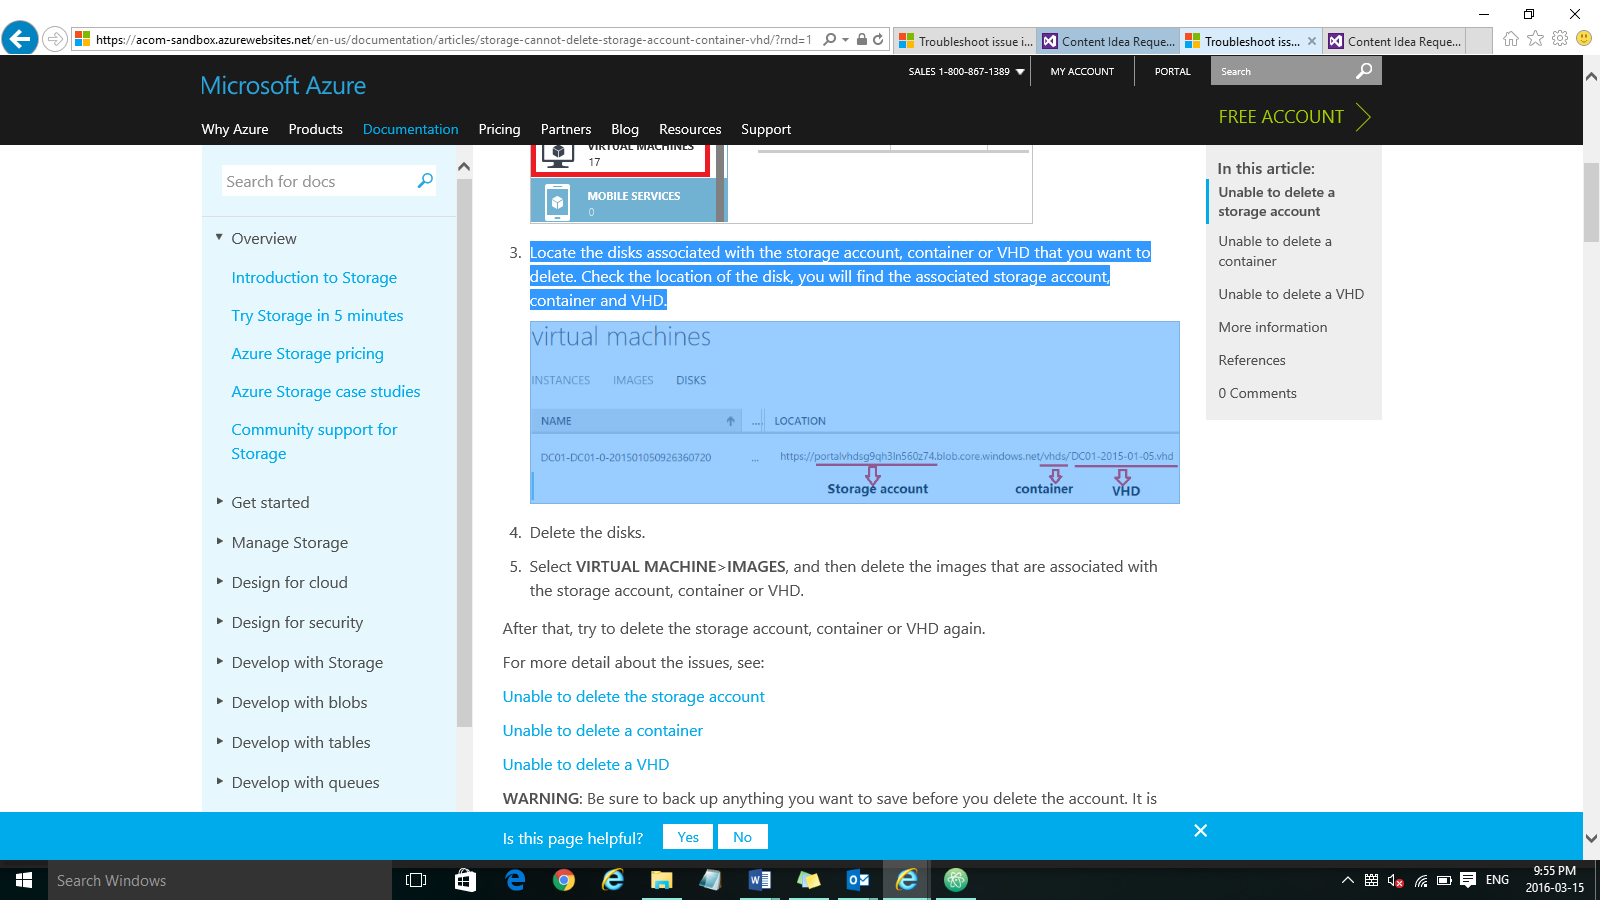 https://acom-sandbox.azurewebsites.net/en-us/documentation/articles/storage-cannot-delete-storage-account-container-vhd/?rnd=1
Troubleshoot issue i...
Content Idea Reque...
Troubleshoot iss...
Content Idea Reque...
Microsoft Azure
SALES 1-800-867-1389
MY ACCOUNT
PORTAL
Search
FREE ACCOUNT
Why Azure
Products
Documentation
Pricing
Partners
Blog
Resources
Support
Search for docs
Overview
Introduction to Storage
Try Storage in 5 minutes
Azure Storage pricing
Azure Storage case studies
Community support for
Storage
Get started
Manage Storage
Design for cloud
Design for security
Develop with Storage
Develop with blobs
Develop with tables
Develop with queues
VIRTUAL MACHINES
17
MOBILE SERVICES
0
3. Locate the disks associated with the storage account, container or VHD that you want to
delete. Check the location of the disk, you will find the associated storage account,
container and VHD.
virtual machines
INSTANCES IMAGES DISKS
NAME ... LOCATION
DC01-DC01-0-201501050926360720 ... https://portalvhdsg9qh3ln560z74.blob.core.windows.net/vhds/DC01-2015-01-05.vhd
Storage account container VHD
4. Delete the disks.
5. Select VIRTUAL MACHINE>IMAGES, and then delete the images that are associated with
the storage account, container or VHD.
After that, try to delete the storage account, container or VHD again.
For more detail about the issues, see:
Unable to delete the storage account
Unable to delete a container
Unable to delete a VHD
WARNING: Be sure to back up anything you want to save before you delete the account. It is
In this article:
Unable to delete a
storage account
Unable to delete a
container
Unable to delete a VHD
More information
References
0 Comments
Is this page helpful? Yes No
Search Windows
ENG
9:55 PM
2016-03-15